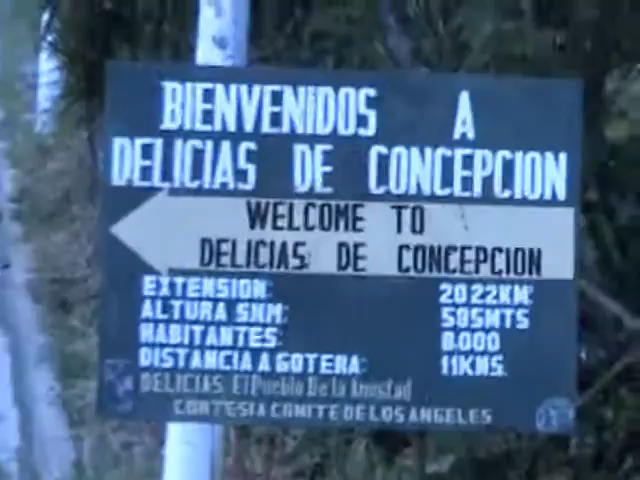 BIENVENIDOS A
DELICIAS DE CONCEPCION
WELCOME TO
DELICIAS DE CONCEPCION
EXTENSION: 2022KM²
ALTURA SNM: 505MTS
HABITANTES: 8.000
DISTANCIA A GOTERA: 11KMS.
DELICIAS, El Pueblo De la Amistad
CORTESIA COMITE DE LOS ANGELES